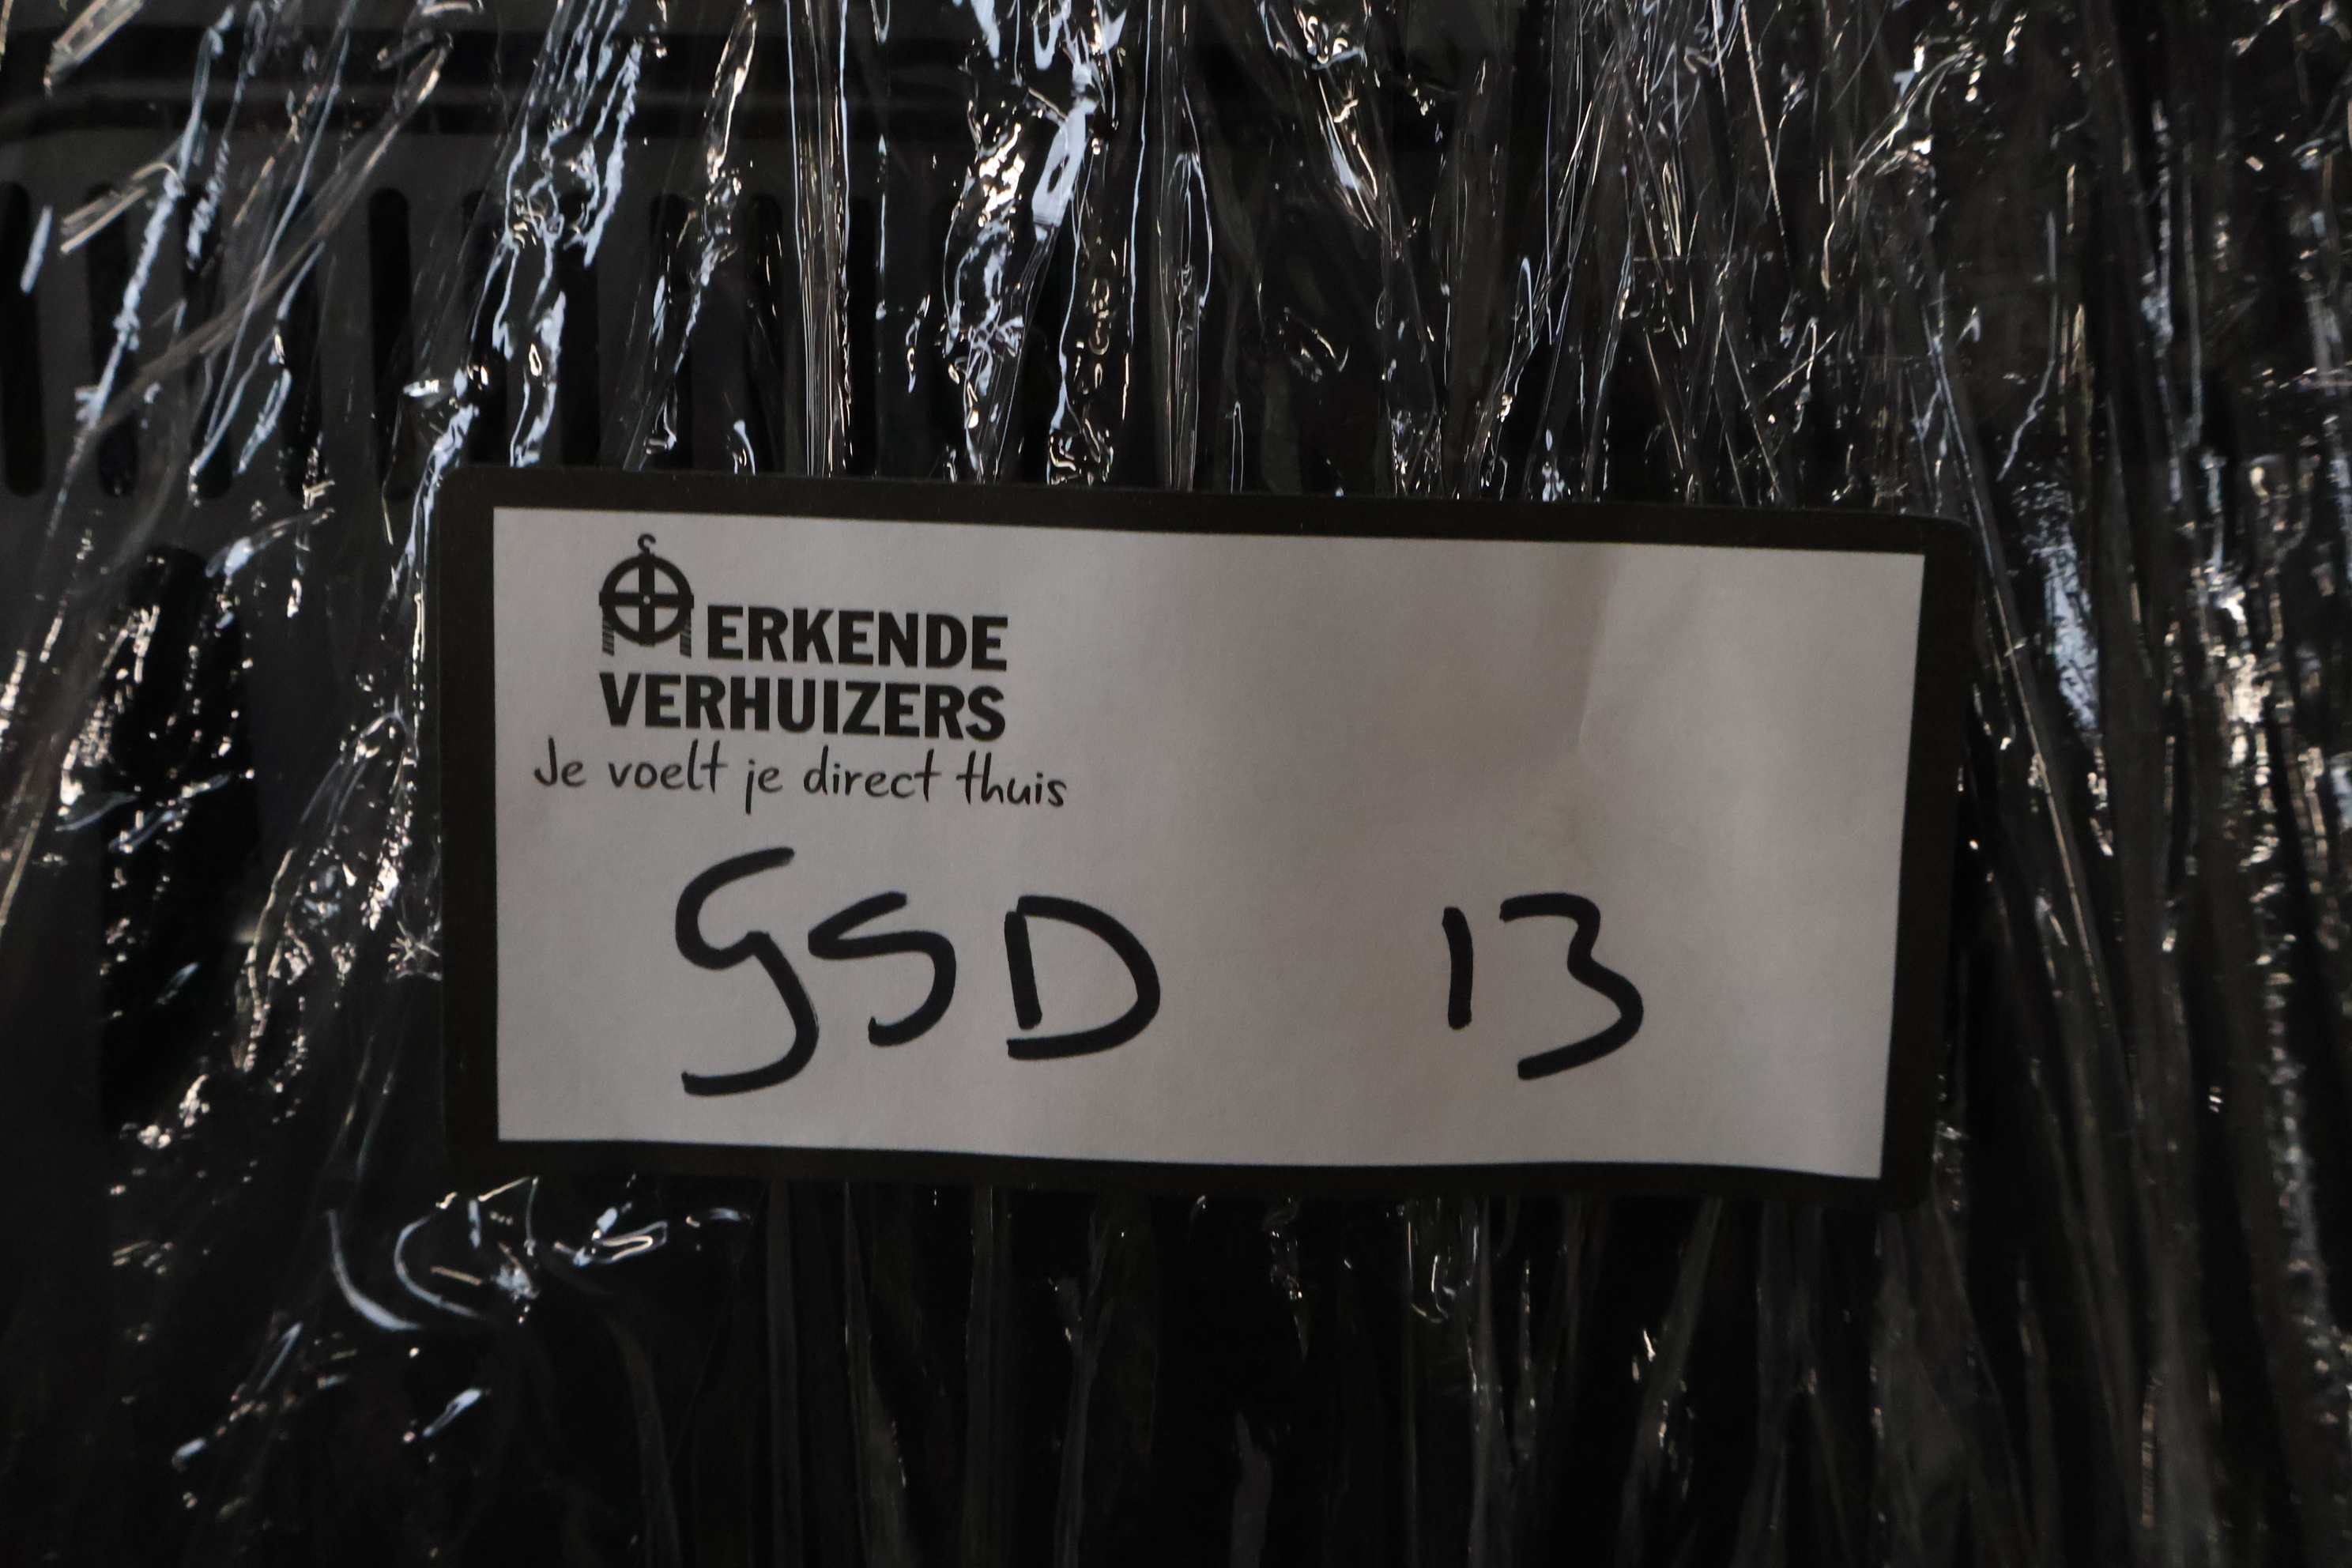 ERKENDE
VERHUIZERS
Je voelt je direct thuis
GSD 13